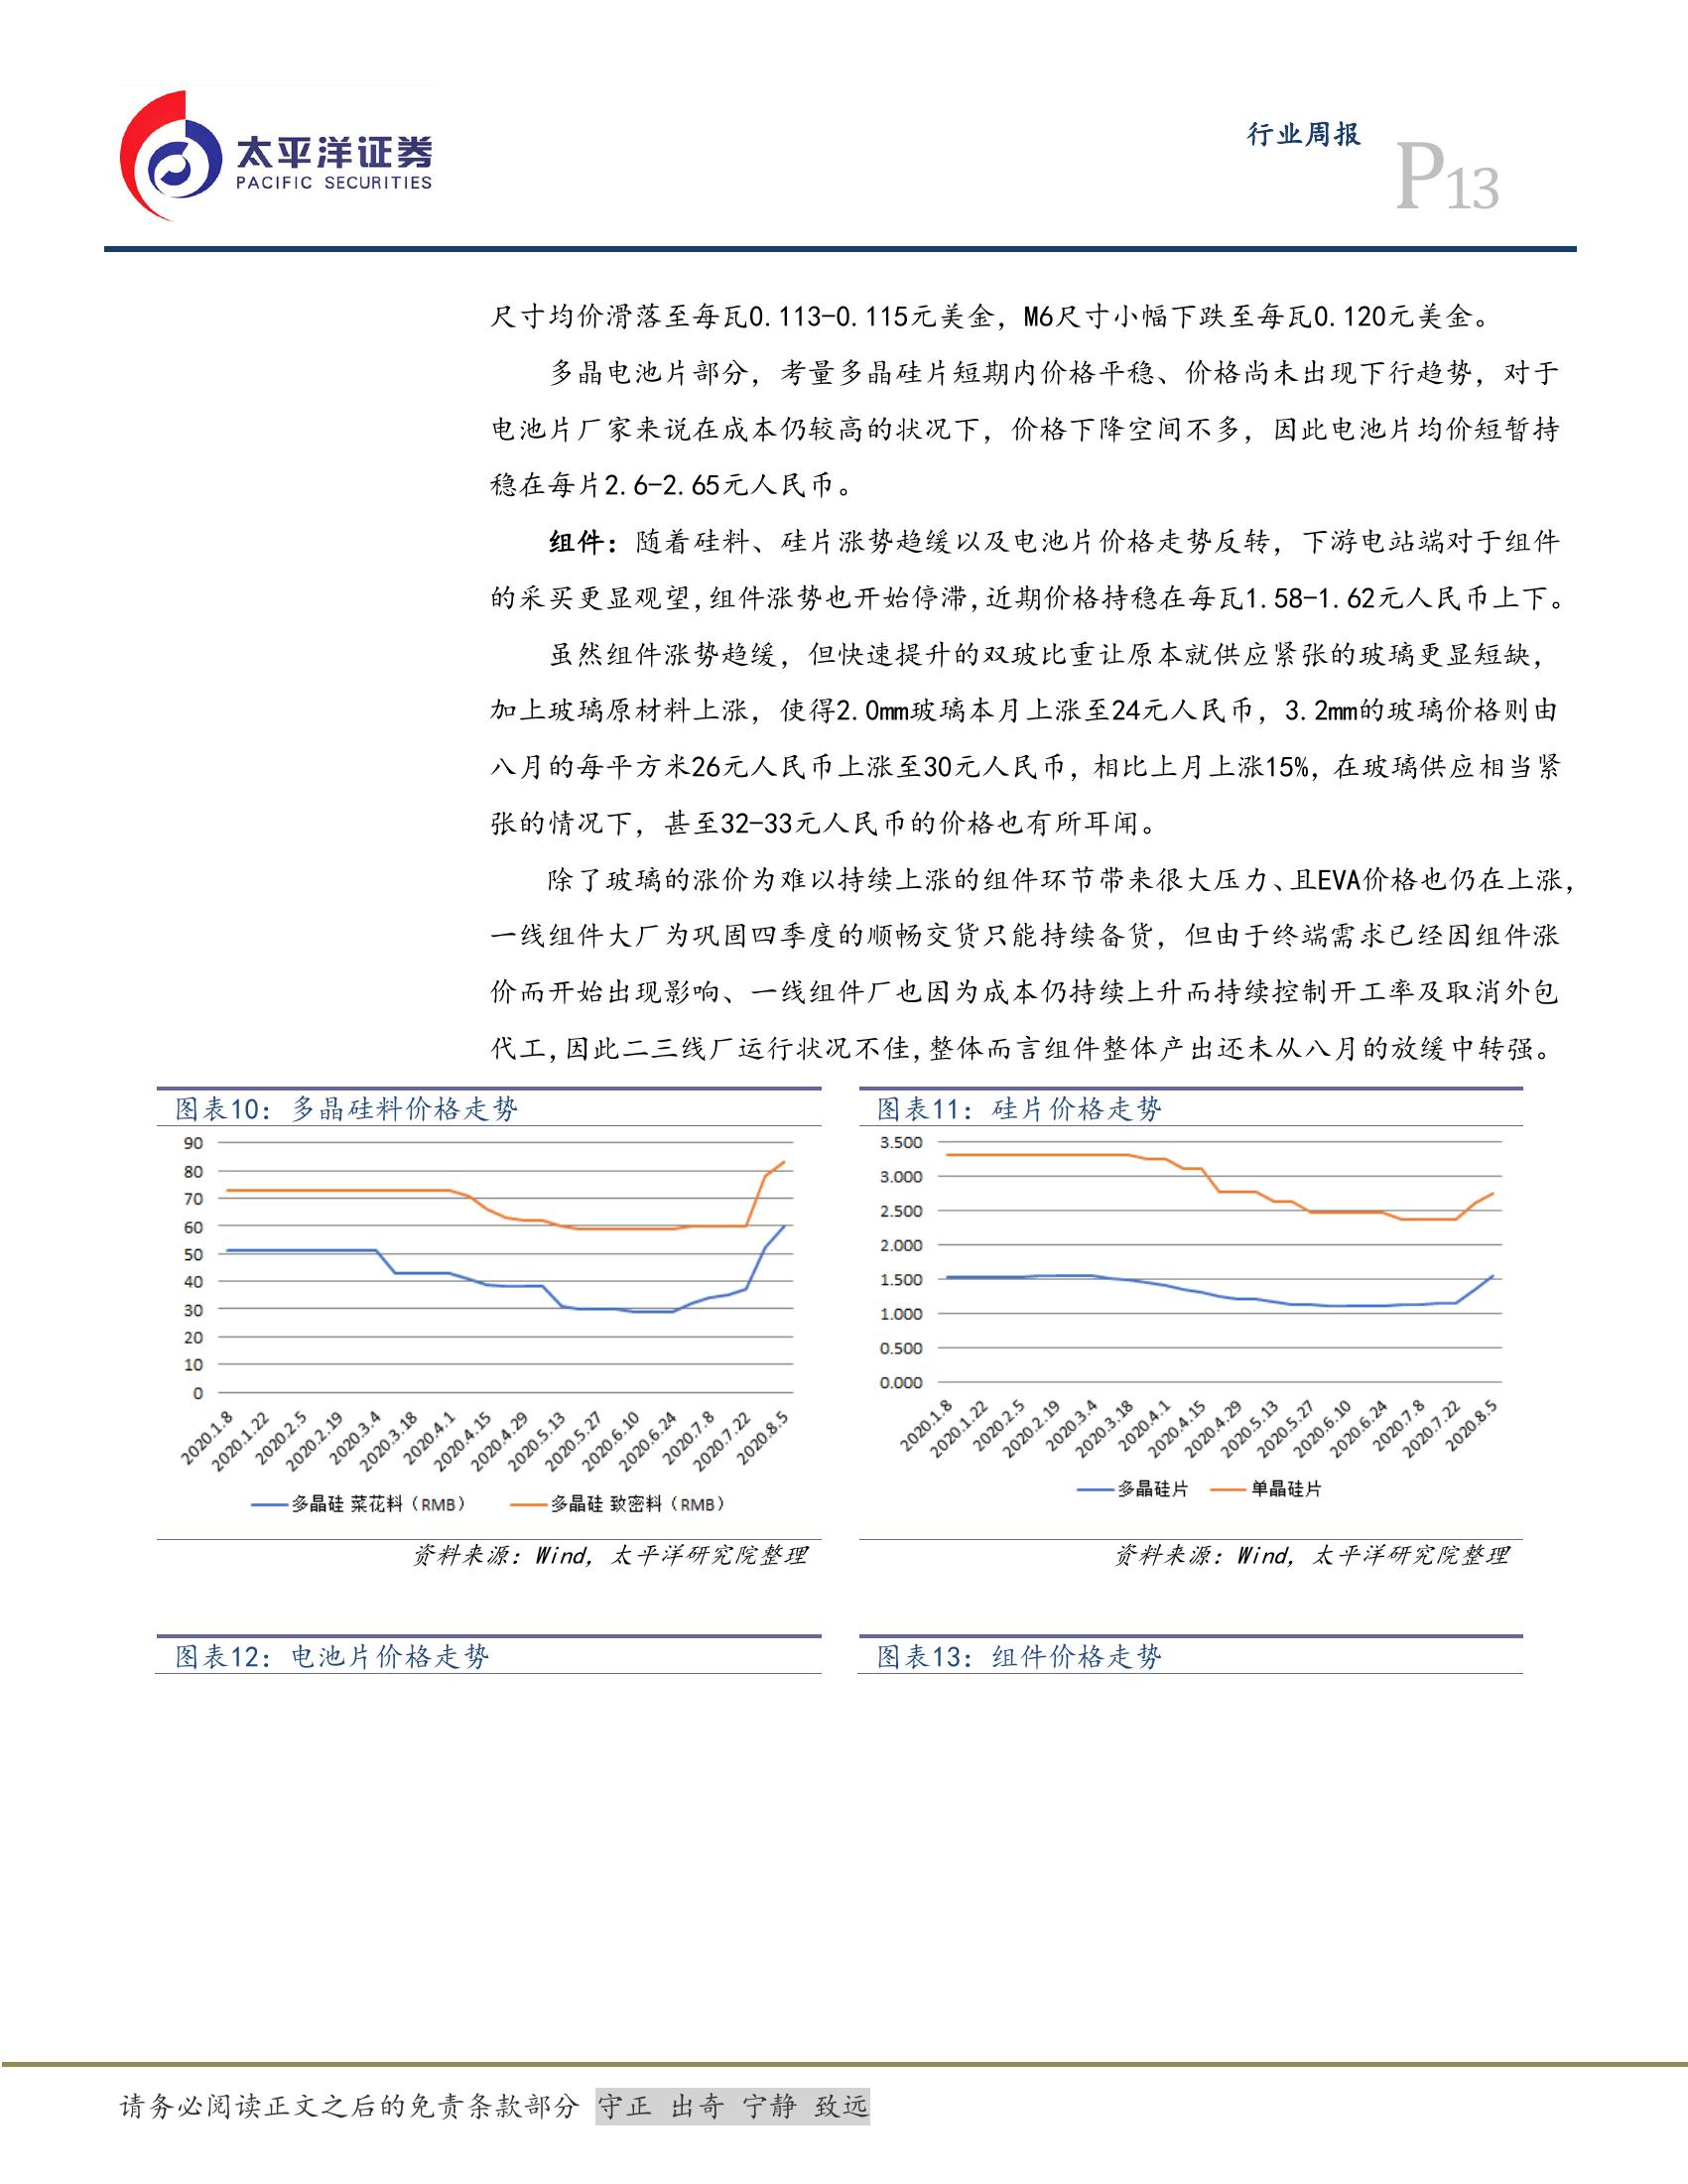 太平洋证券
PACIFIC SECURITIES
行业周报
P13
尺寸均价滑落至每瓦0.113-0.115元美金，M6尺寸小幅下跌至每瓦0.120元美金。
多晶电池片部分，考量多晶硅片短期内价格平稳、价格尚未出现下行趋势，对于
电池片厂家来说在成本仍较高的状况下，价格下降空间不多，因此电池片均价短暂持
稳在每片2.6-2.65元人民币。
组件：随着硅料、硅片涨势趋缓以及电池片价格走势反转，下游电站端对于组件
的采买更显观望,组件涨势也开始停滞,近期价格持稳在每瓦1.58-1.62元人民币上下。
虽然组件涨势趋缓，但快速提升的双玻比重让原本就供应紧张的玻璃更显短缺，
加上玻璃原材料上涨，使得2.0mm玻璃本月上涨至24元人民币，3.2mm的玻璃价格则由
八月的每平方米26元人民币上涨至30元人民币，相比上月上涨15%，在玻璃供应相当紧
张的情况下，甚至32-33元人民币的价格也有所耳闻。
除了玻璃的涨价为难以持续上涨的组件环节带来很大压力、且EVA价格也仍在上涨，
一线组件大厂为巩固四季度的顺畅交货只能持续备货，但由于终端需求已经因组件涨
价而开始出现影响、一线组件厂也因为成本仍持续上升而持续控制开工率及取消外包
代工,因此二三线厂运行状况不佳,整体而言组件整体产出还未从八月的放缓中转强。
图表10：多晶硅料价格走势
90
80
70
60
50
40
30
20
10
0
2020.1.8
2020.1.22
2020.2.5
2020.2.19
2020.3.4
2020.3.18
2020.4.1
2020.4.15
2020.4.29
2020.5.13
2020.5.27
2020.6.10
2020.6.24
2020.7.8
2020.7.22
2020.8.5
多晶硅 菜花料（RMB） 多晶硅 致密料（RMB）
资料来源：Wind，太平洋研究院整理
图表11：硅片价格走势
3.500
3.000
2.500
2.000
1.500
1.000
0.500
0.000
2020.1.8
2020.1.22
2020.2.5
2020.2.19
2020.3.4
2020.3.18
2020.4.1
2020.4.15
2020.4.29
2020.5.13
2020.5.27
2020.6.10
2020.6.24
2020.7.8
2020.7.22
2020.8.5
多晶硅片 单晶硅片
资料来源：Wind，太平洋研究院整理
图表12：电池片价格走势
图表13：组件价格走势
请务必阅读正文之后的免责条款部分 守正 出奇 宁静 致远